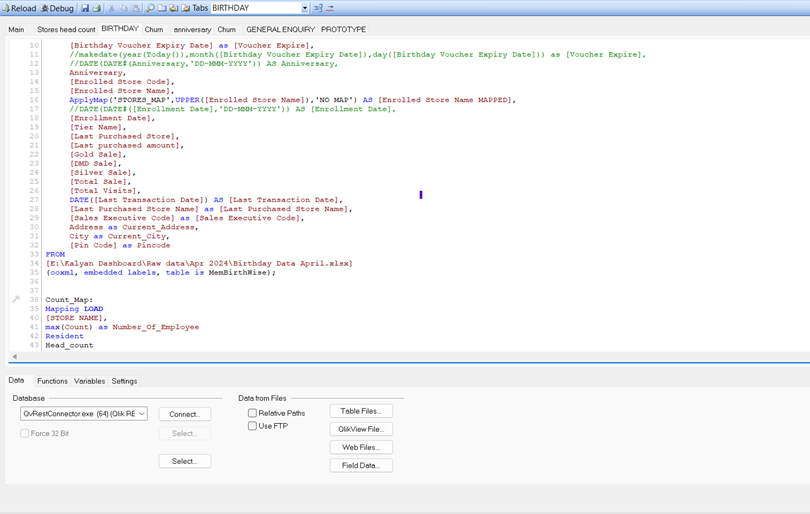 Reload Debug Tabs BIRTHDAY
Main Stores head count BIRTHDAY Churn anniversary Churn GENERAL ENQUIRY PROTOTYPE
10 [Birthday Voucher Expiry Date] as [Voucher Expire],
11 //makedate(year(Today()),month([Birthday Voucher Expiry Date]),day([Birthday Voucher Expiry Date])) as [Voucher Expire],
12 //DATE(DATE#(Anniversary,'DD-MMM-YYYY')) AS Anniversary,
13 Anniversary,
14 [Enrolled Store Code],
15 [Enrolled Store Name],
16 ApplyMap('STORES_MAP',UPPER([Enrolled Store Name]),'NO MAP') AS [Enrolled Store Name MAPPED],
17 //DATE(DATE#([Enrollment Date],'DD-MMM-YYYY')) AS [Enrollment Date],
18 [Enrollment Date],
19 [Tier Name],
20 [Last Purchased Store],
21 [Last purchased amount],
22 [Gold Sale],
23 [DMD Sale],
24 [Silver Sale],
25 [Total Sale],
26 [Total Visits],
27 DATE([Last Transaction Date]) AS [Last Transaction Date],
28 [Last Purchased Store Name] as [Last Purchased Store Name],
29 [Sales Executive Code] as [Sales Executive Code],
30 Address as Current_Address,
31 City as Current_City,
32 [Pin Code] as Pincode
33 FROM
34 [E:\Kalyan Dashboard\Raw data\Apr 2024\Birthday Data April.xlsx]
35 (ooxml, embedded labels, table is MemBirthWise);
36
37
38 Count_Map:
39 Mapping LOAD
40 [STORE NAME],
41 max(Count) as Number_Of_Employee
42 Resident
43 Head_count
Data Functions Variables Settings
Database Data from Files
QvRestConnector.exe (64) (Qlik RE Connect... Relative Paths Table Files...
Force 32 Bit Select... Use FTP QlikView File...
Web Files...
Select... Field Data...